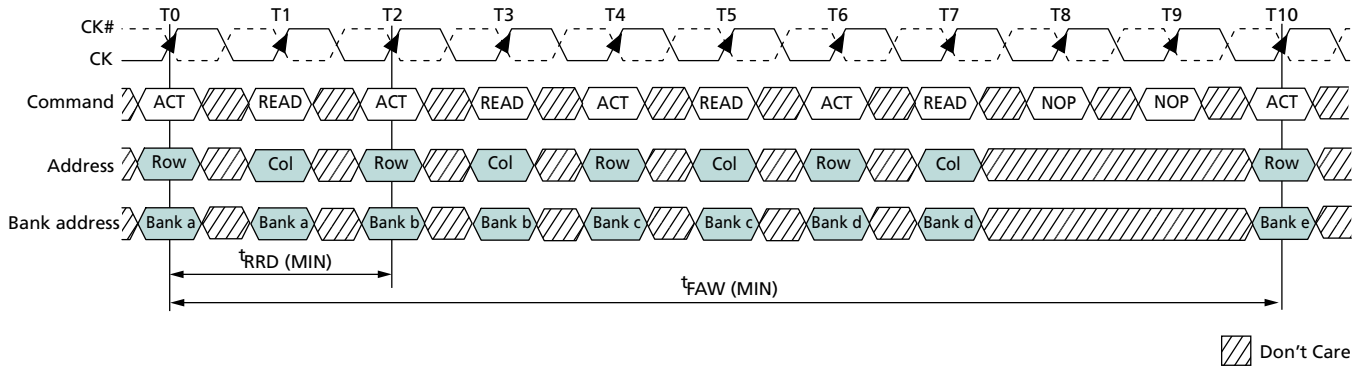 T0 T1 T2 T3 T4 T5 T6 T7 T8 T9 T10
CK#
CK
Command ACT READ ACT READ ACT READ ACT READ NOP NOP ACT
Address Row Col Row Col Row Col Row Col Row
Bank address Bank a Bank a Bank b Bank b Bank c Bank c Bank d Bank d Bank e
tRRD (MIN)
tFAW (MIN)
Don't Care